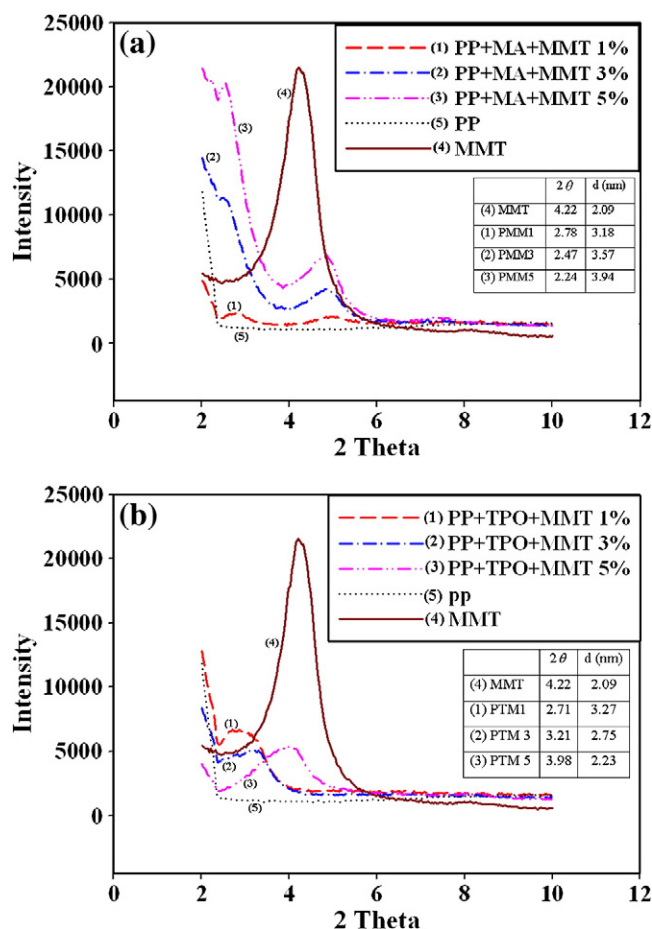 (a)
25000
20000
15000
10000
5000
0
Intensity
(1) PP+MA+MMT 1%
(2) PP+MA+MMT 3%
(3) PP+MA+MMT 5%
(5) PP
(4) MMT
(4)
(3)
(2)
(1)
(5)
2 θ d (nm)
(4) MMT 4.22 2.09
(1) PMM1 2.78 3.18
(2) PMM3 2.47 3.57
(3) PMM5 2.24 3.94
0 2 4 6 8 10 12
2 Theta
(b)
25000
20000
15000
10000
5000
0
Intensity
(1) PP+TPO+MMT 1%
(2) PP+TPO+MMT 3%
(3) PP+TPO+MMT 5%
(5) pp
(4) MMT
(4)
(1)
(2)
(3)
(5)
2 θ d (nm)
(4) MMT 4.22 2.09
(1) PTM1 2.71 3.27
(2) PTM 3 3.21 2.75
(3) PTM 5 3.98 2.23
0 2 4 6 8 10 12
2 Theta